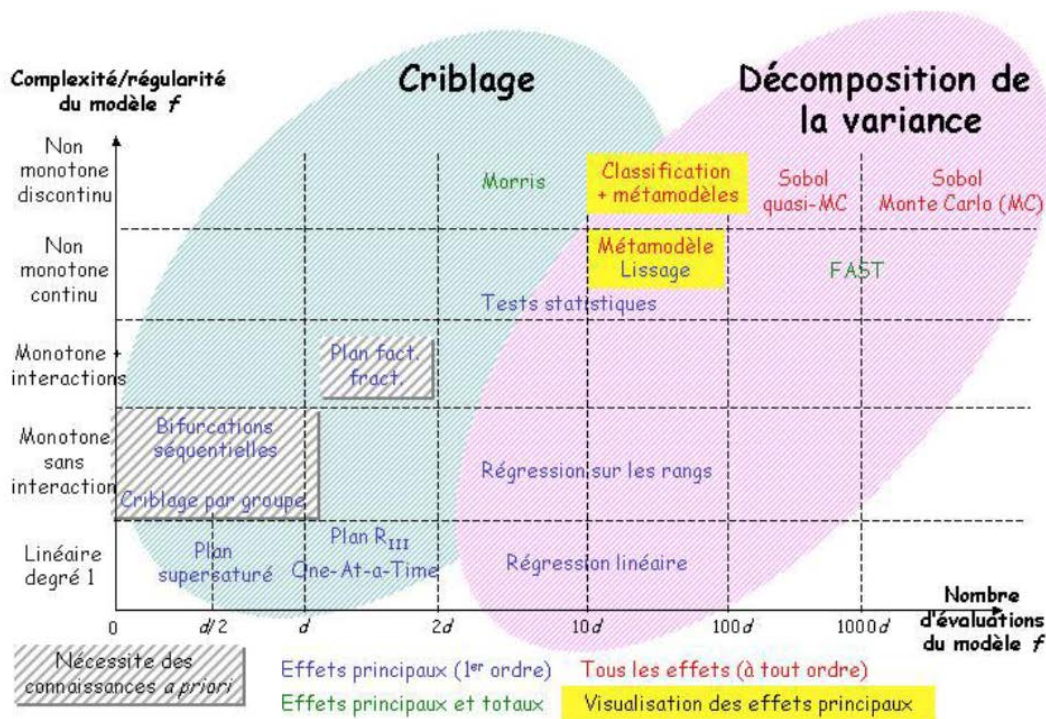 Complexité/régularité
du modèle f
Criblage
Décomposition de
la variance
Non
monotone
discontinu
Morris
Classification
+ métamodèles
Sobol
quasi-MC
Sobol
Monte Carlo (MC)
Non
monotone
continu
Métamodèle
Lissage
FAST
Tests statistiques
Monotone +
interactions
Plan fact.
fract.
Monotone
sans
interaction
Bifurcations
séquentielles
Criblage par groupe
Régression sur les rangs
Linéaire
degré 1
Plan
supersaturé
Plan RIII
One-At-a-Time
Régression linéaire
0 d/2 d 2d 10d 100d 1000d
Nombre
d'évaluations
du modèle f
Nécessite des
connaissances a priori
Effets principaux (1er ordre)
Tous les effets (à tout ordre)
Effets principaux et totaux
Visualisation des effets principaux